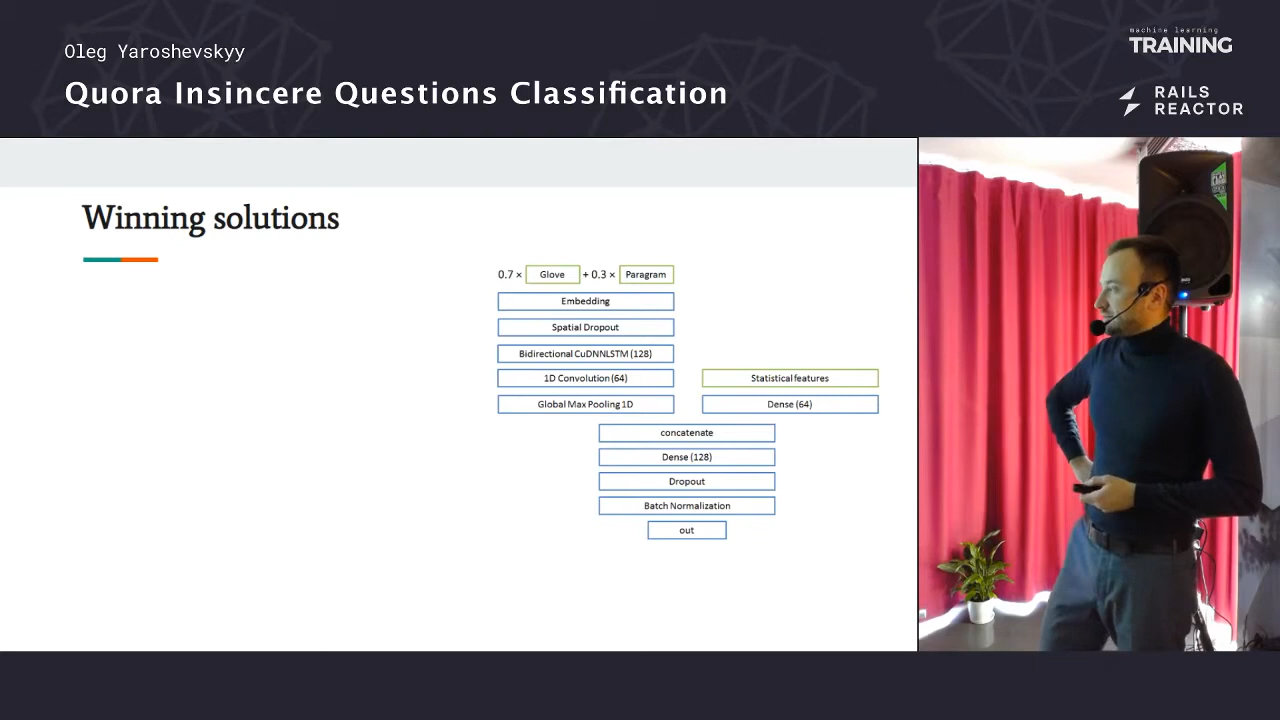 Oleg Yaroshevskyy
Quora Insincere Questions Classification
machine learning
TRAINING
RAILS
REACTOR
Winning solutions
0.7 × Glove + 0.3 × Paragram
Embedding
Spatial Dropout
Bidirectional CuDNNLSTM (128)
1D Convolution (64)
Statistical features
Global Max Pooling 1D
Dense (64)
concatenate
Dense (128)
Dropout
Batch Normalization
out